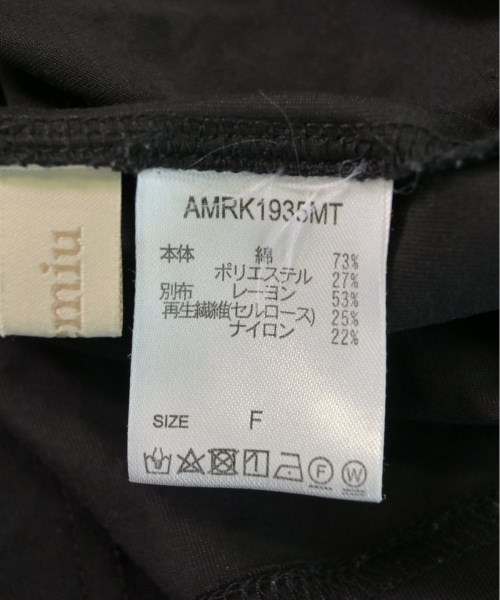 AMRK1935MT
本体 綿 73%
ポリエステル 27%
別布 レーヨン 53%
再生繊維(セルロース) 25%
ナイロン 22%
SIZE F
F W
omiu